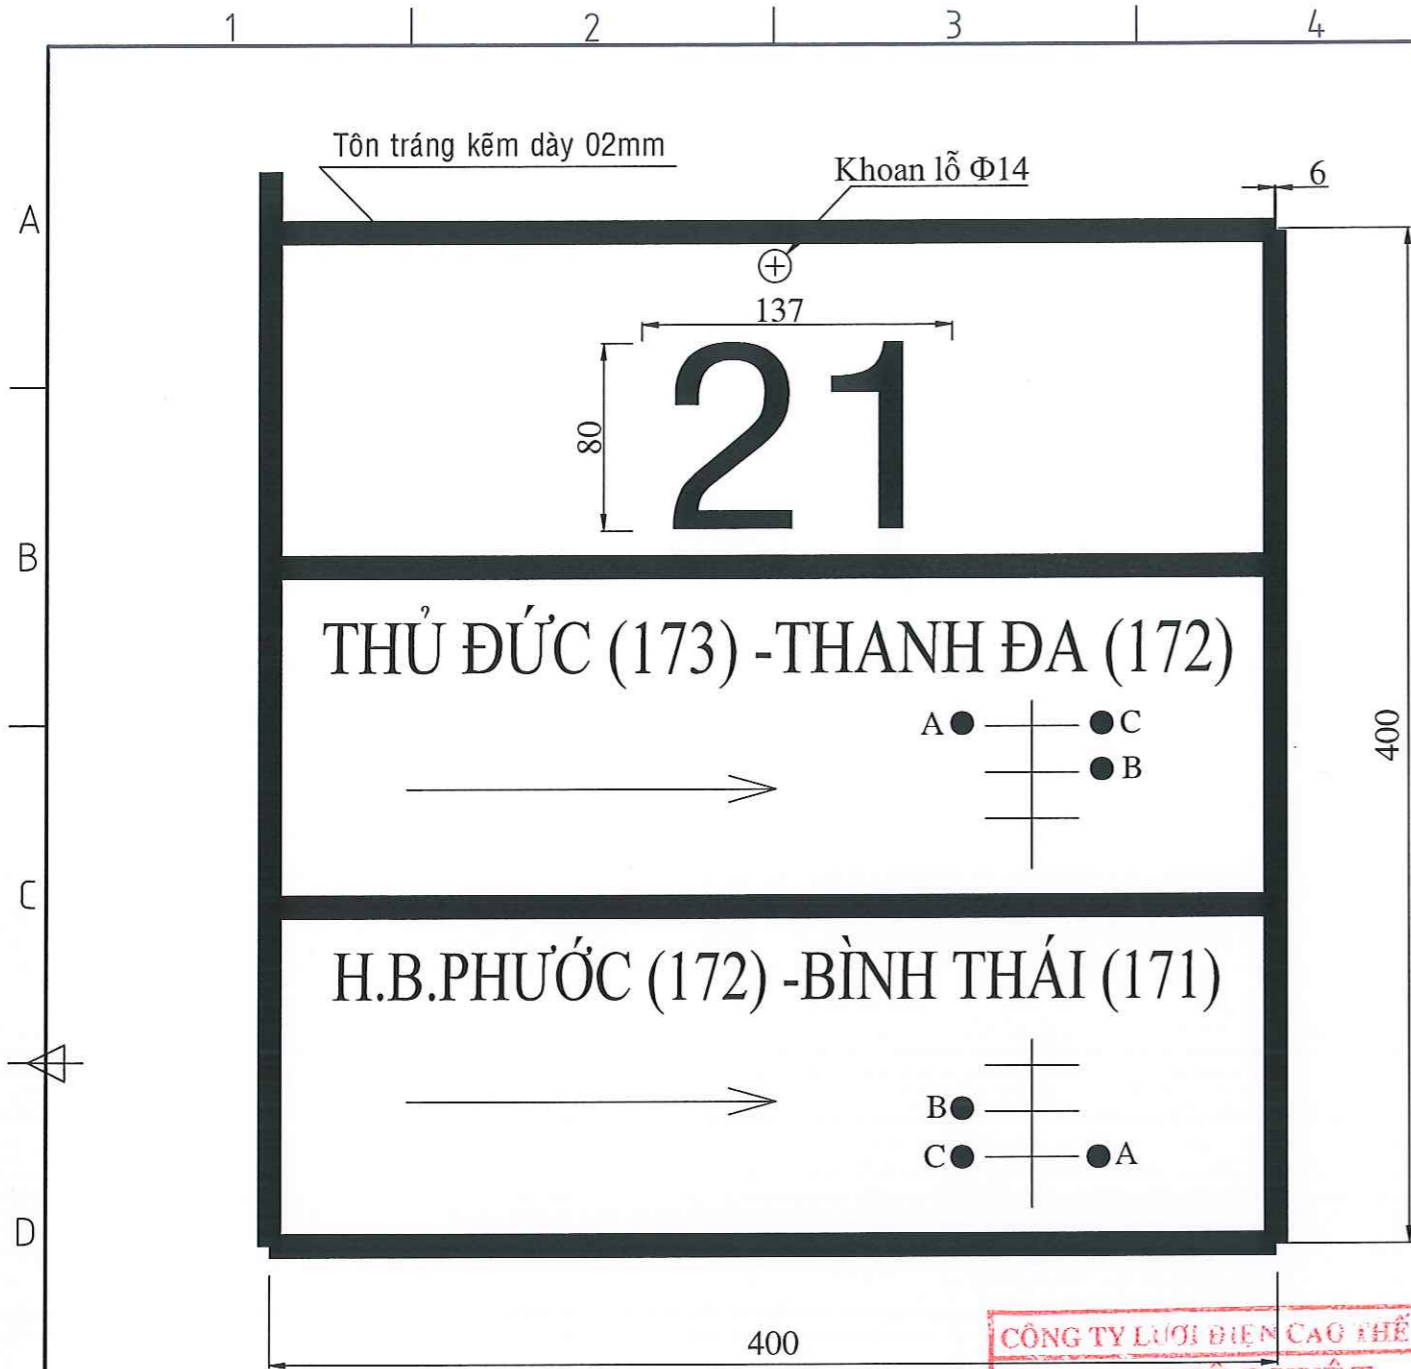 1 2 3 4
Tôn tráng kẽm dày 02mm
Khoan lỗ Φ14
6
A
137
21
80
B
THỦ ĐỨC (173) -THANH ĐA (172)
A C
B
400
C
H.B.PHƯỚC (172) -BÌNH THÁI (171)
B
C A
D
400
CÔNG TY LƯỚI ĐIỆN CAO THẾ